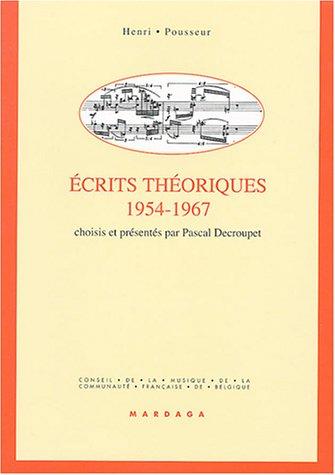 Henri • Pousseur
ÉCRITS THÉORIQUES
1954-1967
choisis et présentés par Pascal Decroupet
CONSEIL • DE • LA • MUSIQUE • DE • LA
COMMUNAUTÉ • FRANÇAISE • DE • BELGIQUE
MARDAGA